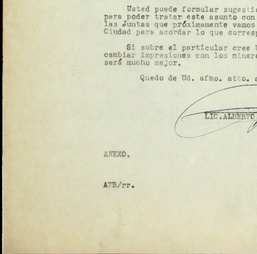 Usted puede formular sugesti
para poder tratar este asunto con
las Juntas que próximamente vamos
Ciudad para acordar lo que corresp
Si sobre el particular cree
cambiar impresiones con los miner
será mucho mejor.
Quedo de Ud. afmo. atto.
LIC. ALBERTO
ANEXO.
ATB/rr.